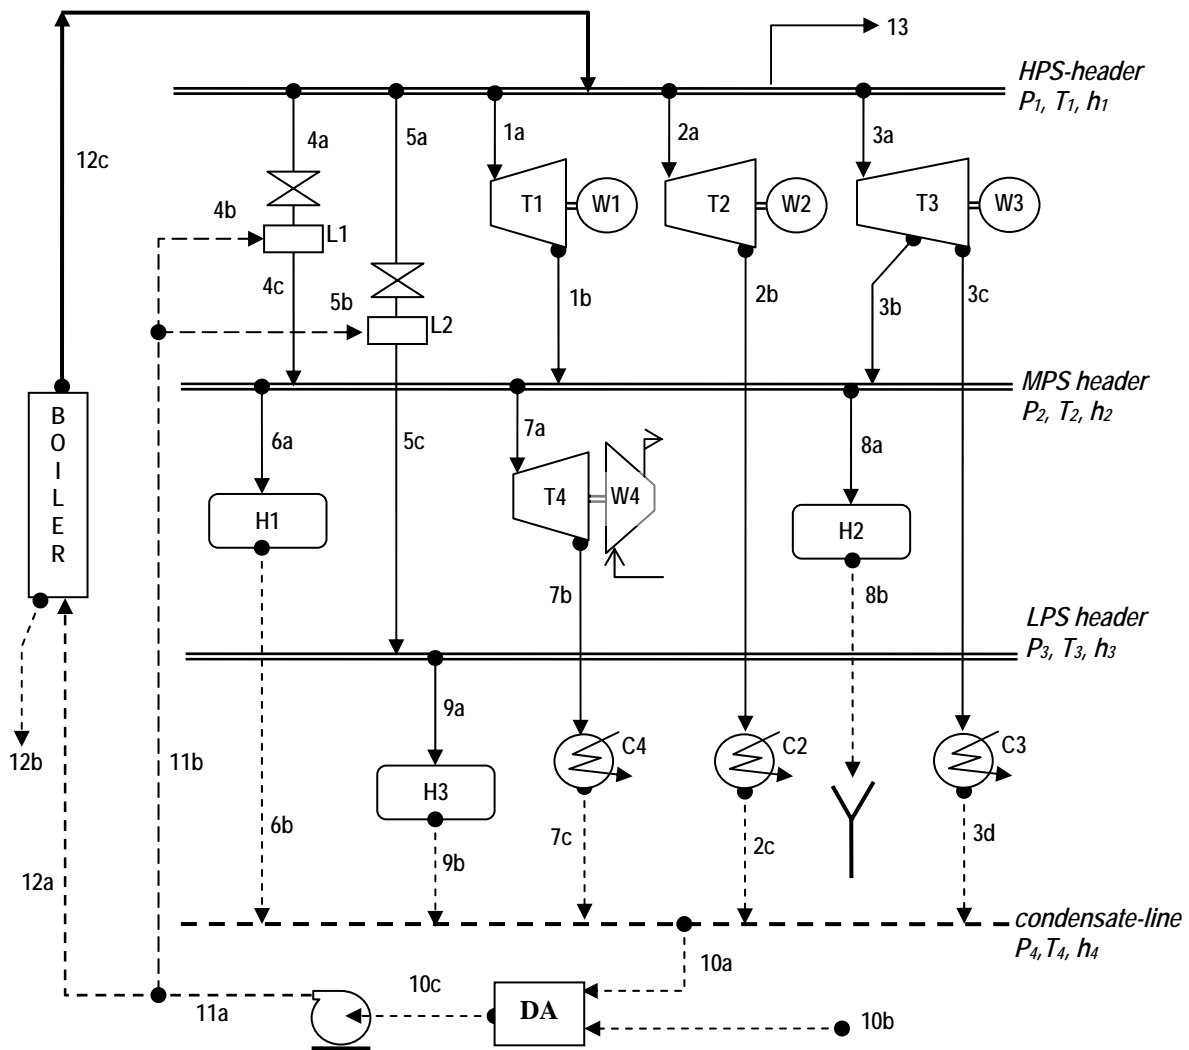 13
HPS-header
P1, T1, h1
12c
4a
5a
1a
2a
3a
T1
W1
T2
W2
T3
W3
4b
L1
4c
5b
L2
1b
2b
3b
3c
MPS header
P2, T2, h2
B
O
I
L
E
R
6a
5c
7a
8a
T4
W4
H1
H2
7b
8b
LPS header
P3, T3, h3
9a
12b
11b
C4
C2
C3
H3
6b
9b
7c
2c
3d
12a
condensate-line
P4, T4, h4
10a
10c
DA
11a
10b